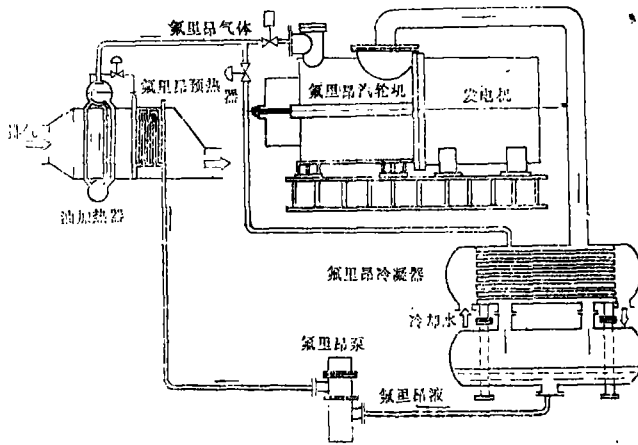 氟里昂气体
氟里昂预热
器
氟里昂汽轮机
发电机
排气
油加热器
氟里昂冷凝器
冷却水
氟里昂泵
氟里昂液